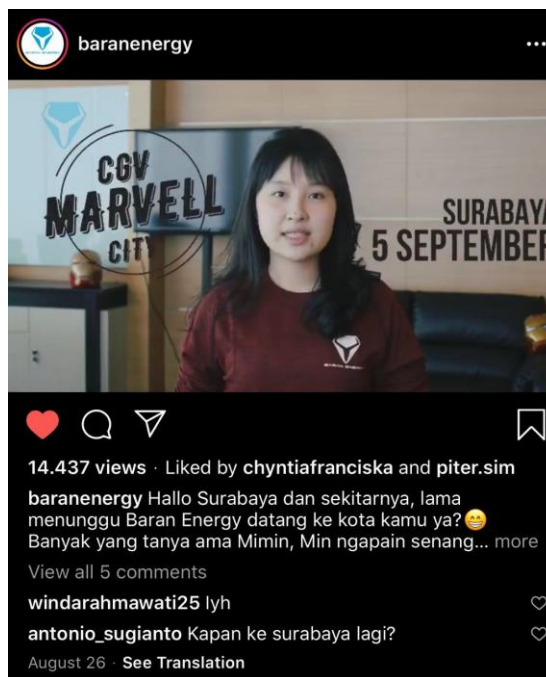 baranenergy
CGV
MARVELL
CITY
SURABAYA
5 SEPTEMBER
14.437 views · Liked by chyntiafranciska and piter.sim
baranenergy Hallo Surabaya dan sekitarnya, lama
menunggu Baran Energy datang ke kota kamu ya?😁
Banyak yang tanya ama Mimin, Min ngapain senang... more
View all 5 comments
windarahmawati25 lyh
antonio_sugianto Kapan ke surabaya lagi?
August 26 · See Translation